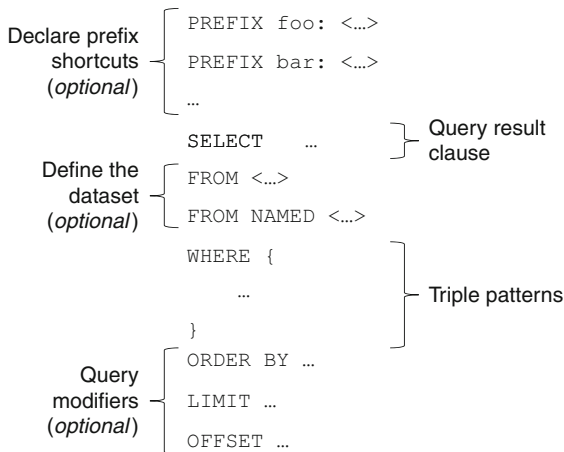 Declare prefix
shortcuts
(optional)
PREFIX foo: <…>
PREFIX bar: <…>
…
SELECT …
Query result
clause
Define the
dataset
(optional)
FROM <…>
FROM NAMED <…>
WHERE {
…
}
Triple patterns
Query
modifiers
(optional)
ORDER BY …
LIMIT …
OFFSET …